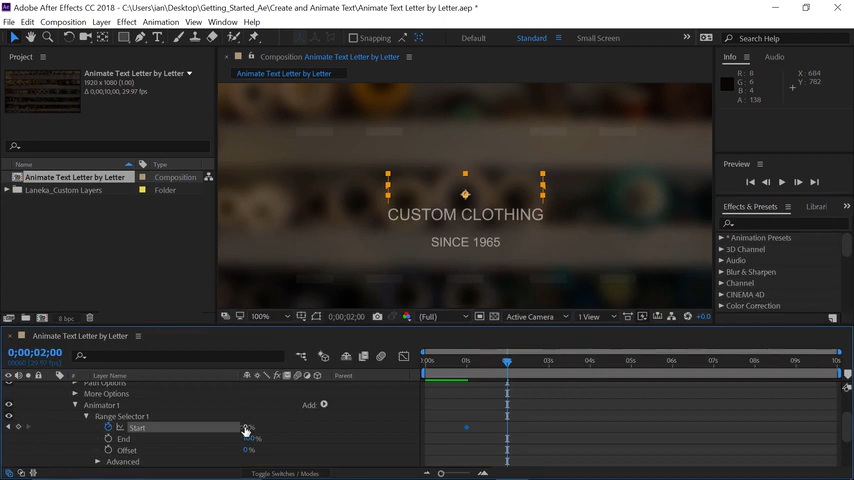 Adobe After Effects CC 2018 - C:\Users\ian\Desktop\Getting_Started_Ae\Create and Animate Text\Animate Text Letter by Letter.aep *
File Edit Composition Layer Effect Animation View Window Help
Snapping Default Standard Small Screen Search Help
Project Composition Animate Text Letter by Letter Info Audio
Animate Text Letter by Letter
Animate Text Letter by Letter
1920 x 1080 (1.00)
Δ 0;00;10;00, 29.97 fps
R: 8
G: 6
B: 4
A: 138
X: 684
Y: 782
Name Type
Animate Text Letter by Letter Composition
Laneka_Custom Layers Folder
Preview
Effects & Presets Librari
* Animation Presets
3D Channel
Audio
Blur & Sharpen
Channel
CINEMA 4D
Color Correction
CUSTOM CLOTHING
SINCE 1965
8 bpc 100% 0;00;02;00 (Full) Active Camera 1 View +0.0
Animate Text Letter by Letter
0;00;02;00
00060 (29.97 fps)
# Layer Name Parent
1:00s 01s 02s 03s 04s 05s 06s 07s 08s 09s 10s
Path Options
More Options
Animator 1 Add:
Range Selector 1
Start %
End 100%
Offset 0%
Advanced
Toggle Switches / Modes